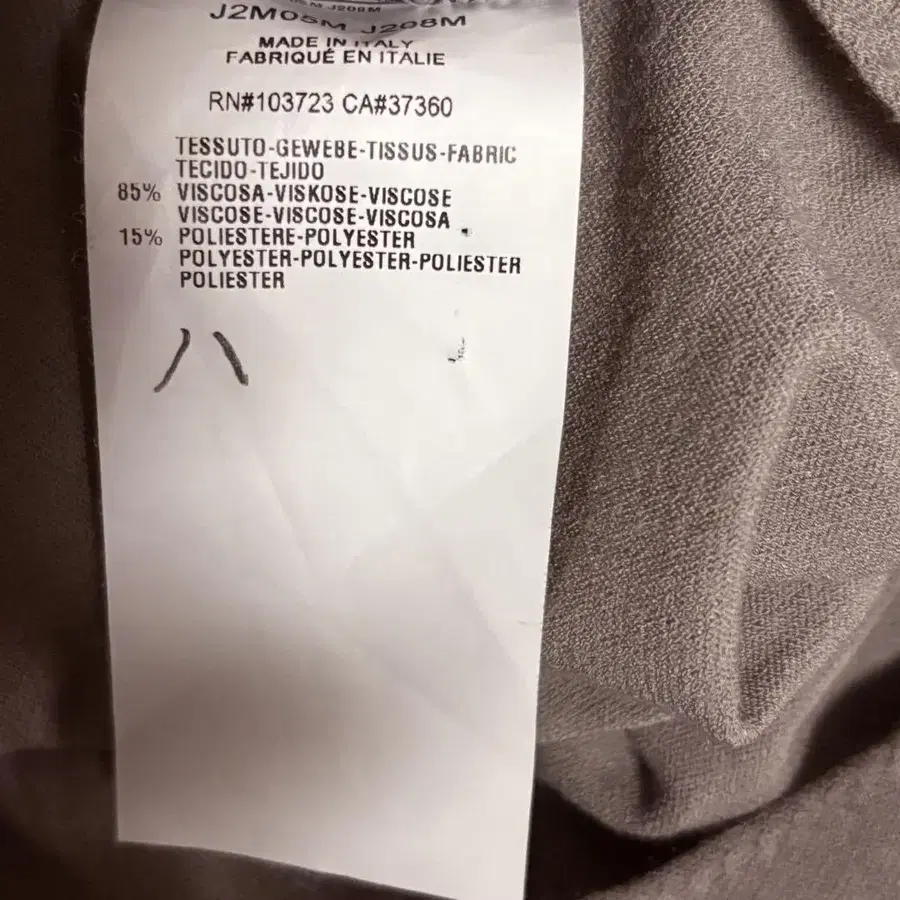 J2M05M J208M
MADE IN ITALY
FABRIQUÉ EN ITALIE
RN#103723 CA#37360
TESSUTO-GEWEBE-TISSUS-FABRIC
TECIDO-TEJIDO
85% VISCOSA-VISKOSE-VISCOSE
VISCOSE-VISCOSE-VISCOSA
15% POLIESTERE-POLYESTER
POLYESTER-POLYESTER-POLIESTER
POLIESTER